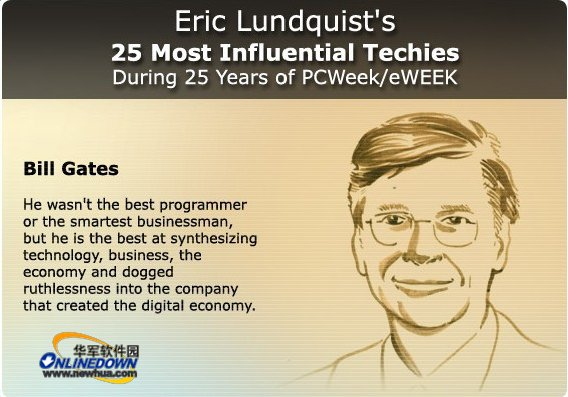 Eric Lundquist's
25 Most Influential Techies
During 25 Years of PCWeek/eWEEK
Bill Gates
He wasn't the best programmer
or the smartest businessman,
but he is the best at synthesizing
technology, business, the
economy and dogged
ruthlessness into the company
that created the digital economy.
华军软件园
ONLINEDOWN
www.newhua.com